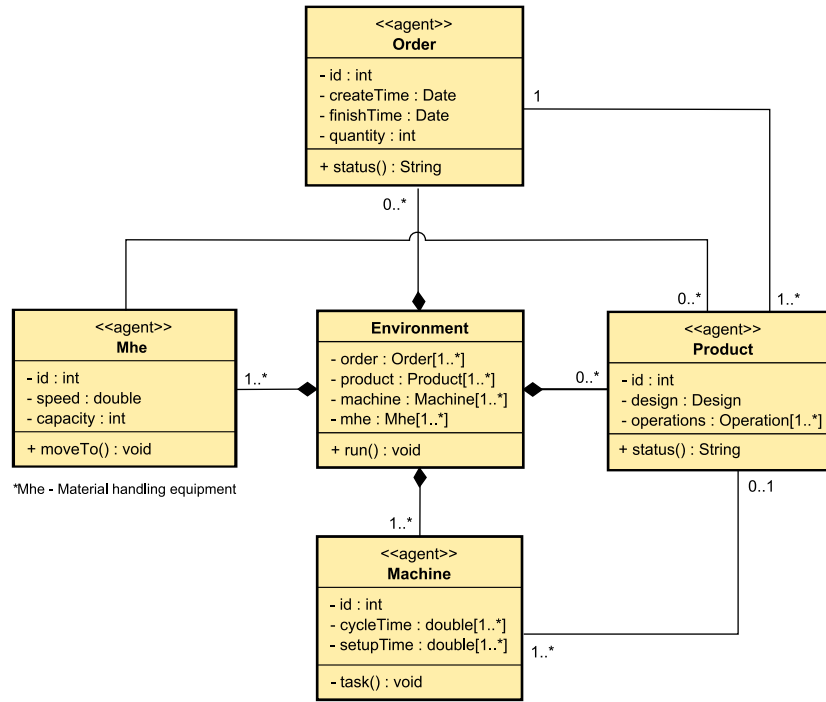 <<agent>>
Order
- id : int
- createTime : Date
- finishTime : Date
- quantity : int
+ status() : String
1
0..*
0..*
1..*
<<agent>>
Mhe
- id : int
- speed : double
- capacity : int
+ moveTo() : void
1..*
Environment
- order : Order[1..*]
- product : Product[1..*]
- machine : Machine[1..*]
- mhe : Mhe[1..*]
+ run() : void
0..*
<<agent>>
Product
- id : int
- design : Design
- operations : Operation[1..*]
+ status() : String
*Mhe - Material handling equipment
0..1
1..*
<<agent>>
Machine
- id : int
- cycleTime : double[1..*]
- setupTime : double[1..*]
- task() : void
1..*